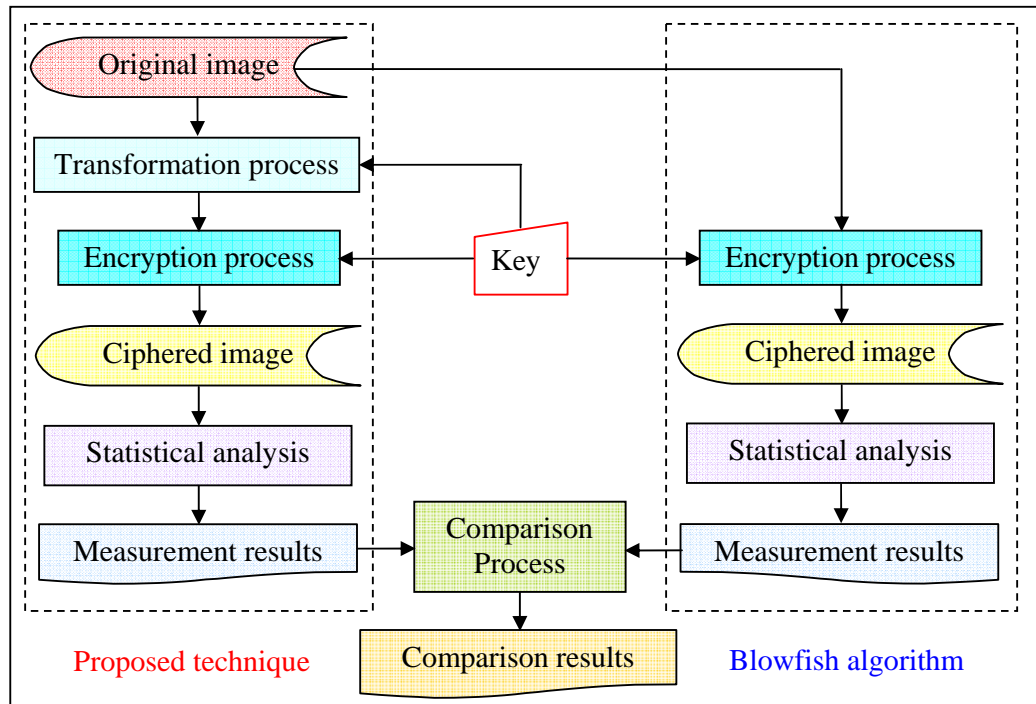 Original image
Transformation process
Encryption process
Key
Encryption process
Ciphered image
Ciphered image
Statistical analysis
Statistical analysis
Measurement results
Comparison
Process
Measurement results
Proposed technique
Comparison results
Blowfish algorithm